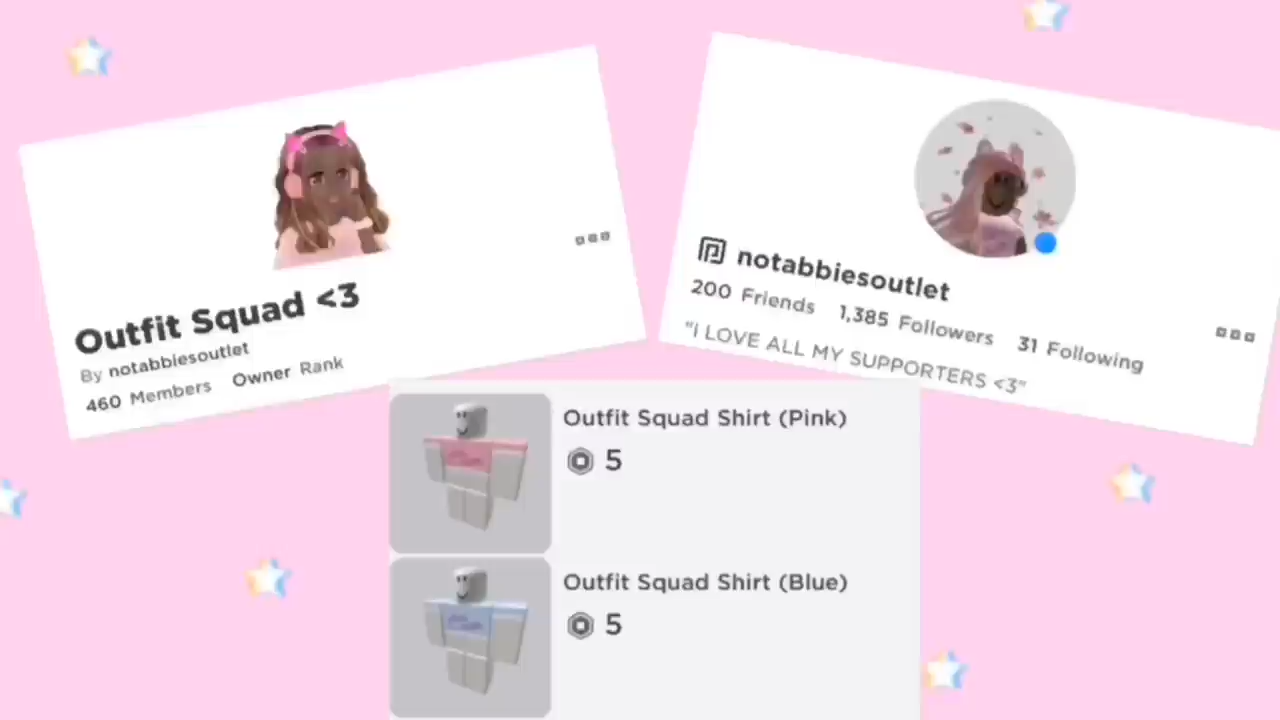 Outfit Squad <3
By notabbiesoutlet
460 Members Owner Rank
notabbiesoutlet
200 Friends 1,385 Followers 31 Following
"I LOVE ALL MY SUPPORTERS <3"
Outfit Squad Shirt (Pink)
5
Outfit Squad Shirt (Blue)
5